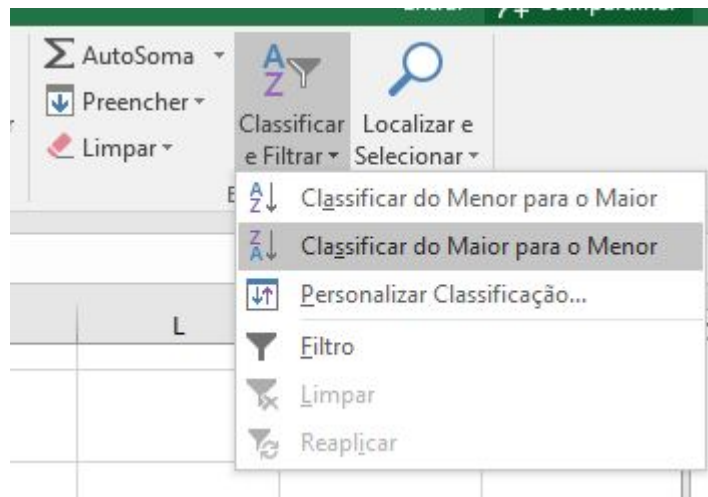 AutoSoma
Preencher
Limpar
Classificar
e Filtrar
Localizar e
Selecionar
Classificar do Menor para o Maior
Classificar do Maior para o Menor
Personalizar Classificação...
Filtro
Limpar
Reaplicar
L